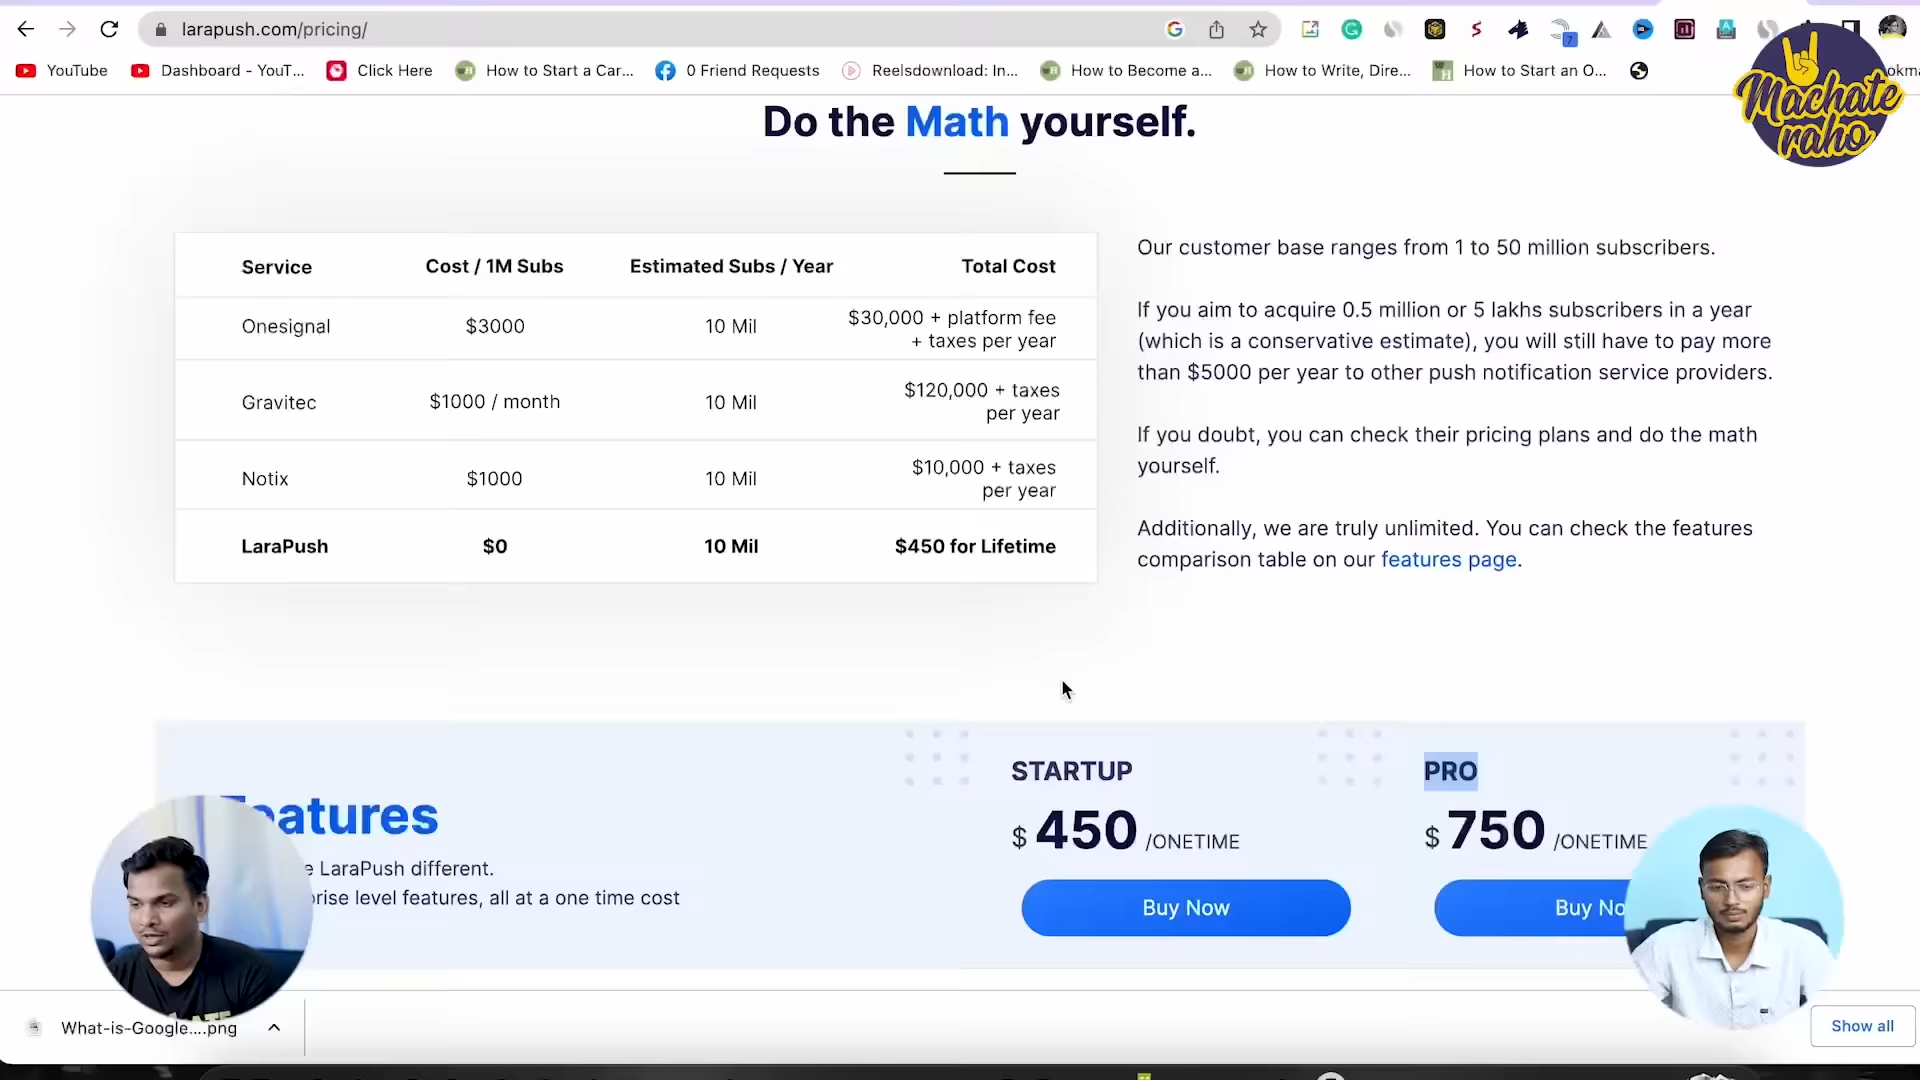 larapush.com/pricing/
YouTube
Dashboard - YouT...
Click Here
How to Start a Car...
0 Friend Requests
Reelsdownload: In...
How to Become a...
How to Write, Dire...
How to Start an O...
Machate
raho
Do the Math yourself.
Service Cost / 1M Subs Estimated Subs / Year Total Cost
Onesignal $3000 10 Mil $30,000 + platform fee
+ taxes per year
Gravitec $1000 / month 10 Mil $120,000 + taxes
per year
Notix $1000 10 Mil $10,000 + taxes
per year
LaraPush $0 10 Mil $450 for Lifetime
Our customer base ranges from 1 to 50 million subscribers.
If you aim to acquire 0.5 million or 5 lakhs subscribers in a year
(which is a conservative estimate), you will still have to pay more
than $5000 per year to other push notification service providers.
If you doubt, you can check their pricing plans and do the math
yourself.
Additionally, we are truly unlimited. You can check the features
comparison table on our features page.
Features
LaraPush different.
level features, all at a one time cost
STARTUP
$ 450 /ONETIME
Buy Now
PRO
$ 750 /ONETIME
Buy No
What-is-Google....png
Show all